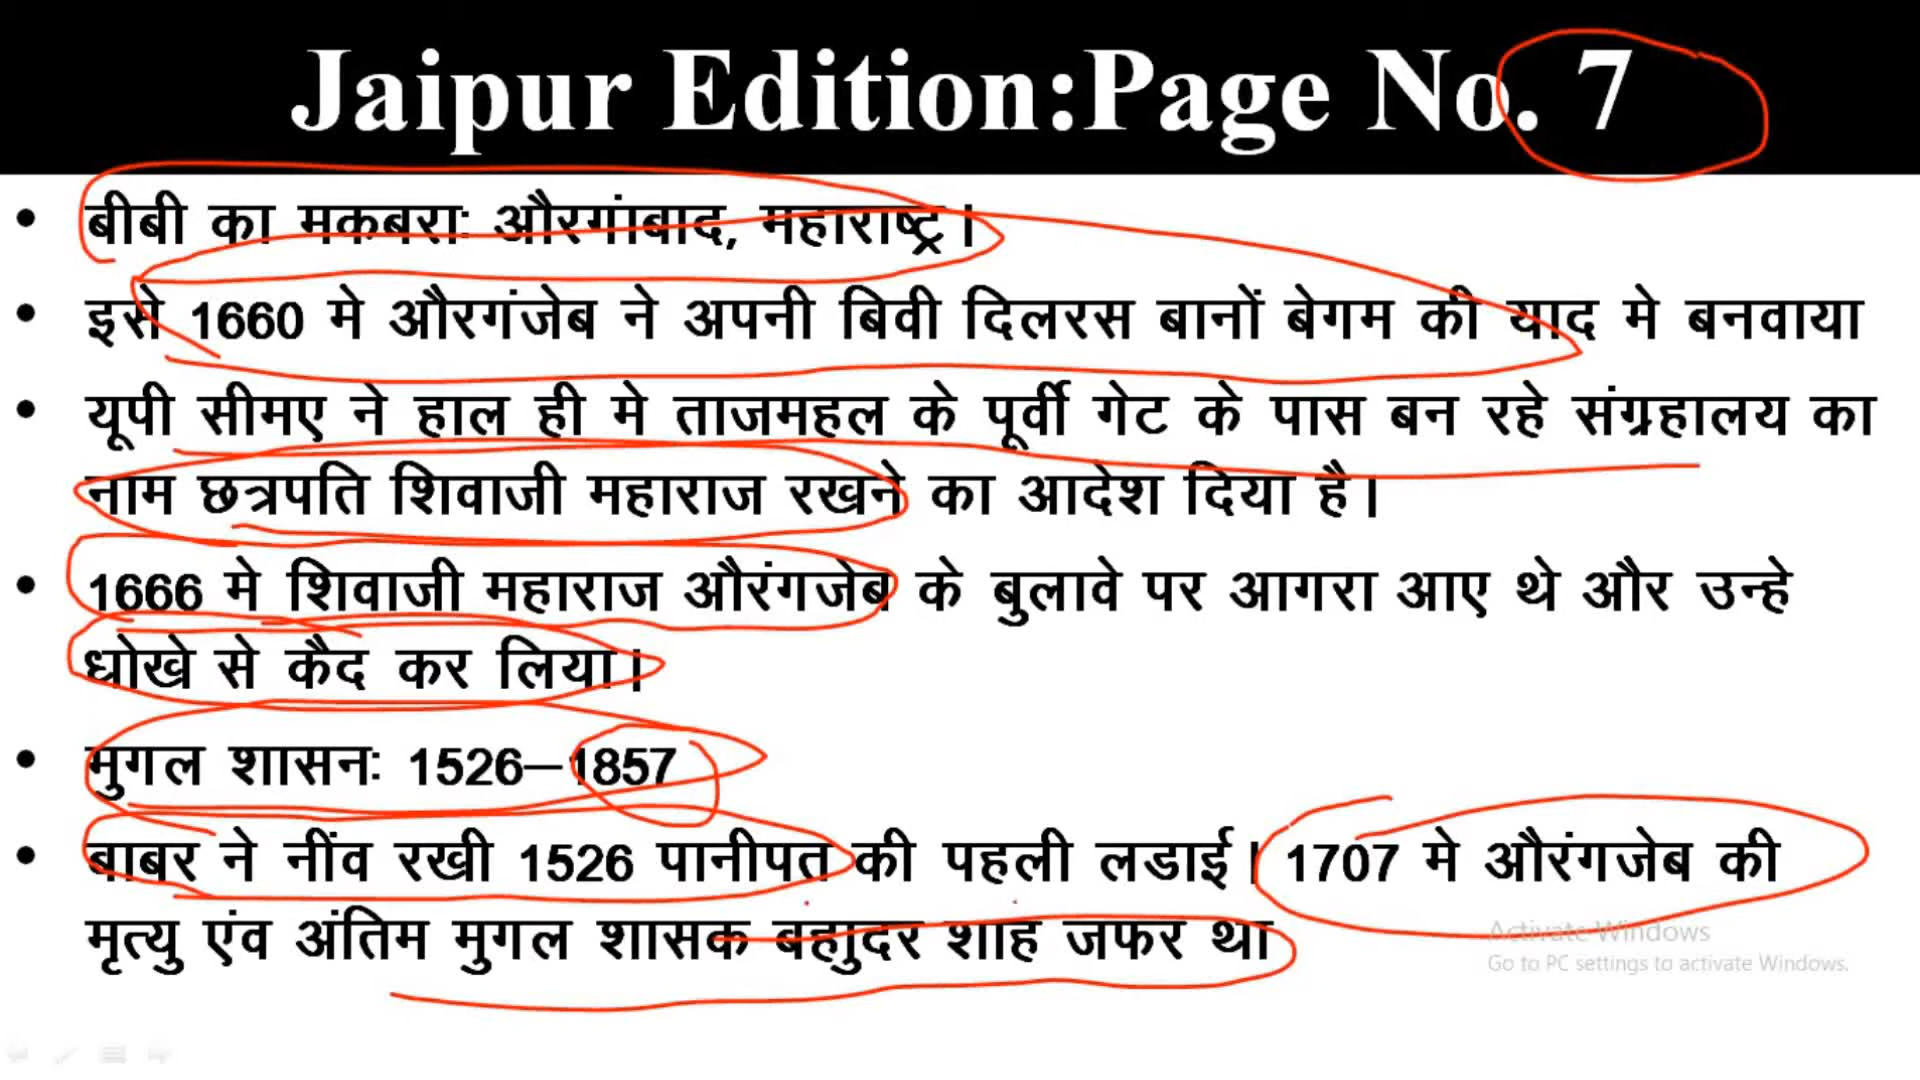 Jaipur Edition:Page No. 7
• बीबी का मकबराः औरगांबाद, महाराष्ट्र।
• इसे 1660 मे औरगंजेब ने अपनी बिवी दिलरस बानों बेगम की याद मे बनवाया
• यूपी सीमए ने हाल ही मे ताजमहल के पूर्वी गेट के पास बन रहे संग्रहालय का
नाम छत्रपति शिवाजी महाराज रखने का आदेश दिया है।
• 1666 मे शिवाजी महाराज औरंगजेब के बुलावे पर आगरा आए थे और उन्हे
धोखे से कैद कर लिया।
• मुगल शासनः 1526–1857
• बाबर ने नींव रखी 1526 पानीपत की पहली लडाई। 1707 मे औरंगजेब की
मृत्यु एंव अंतिम मुगल शासक बहाुदर शाह जफर था
Activate Windows
Go to PC settings to activate Windows.